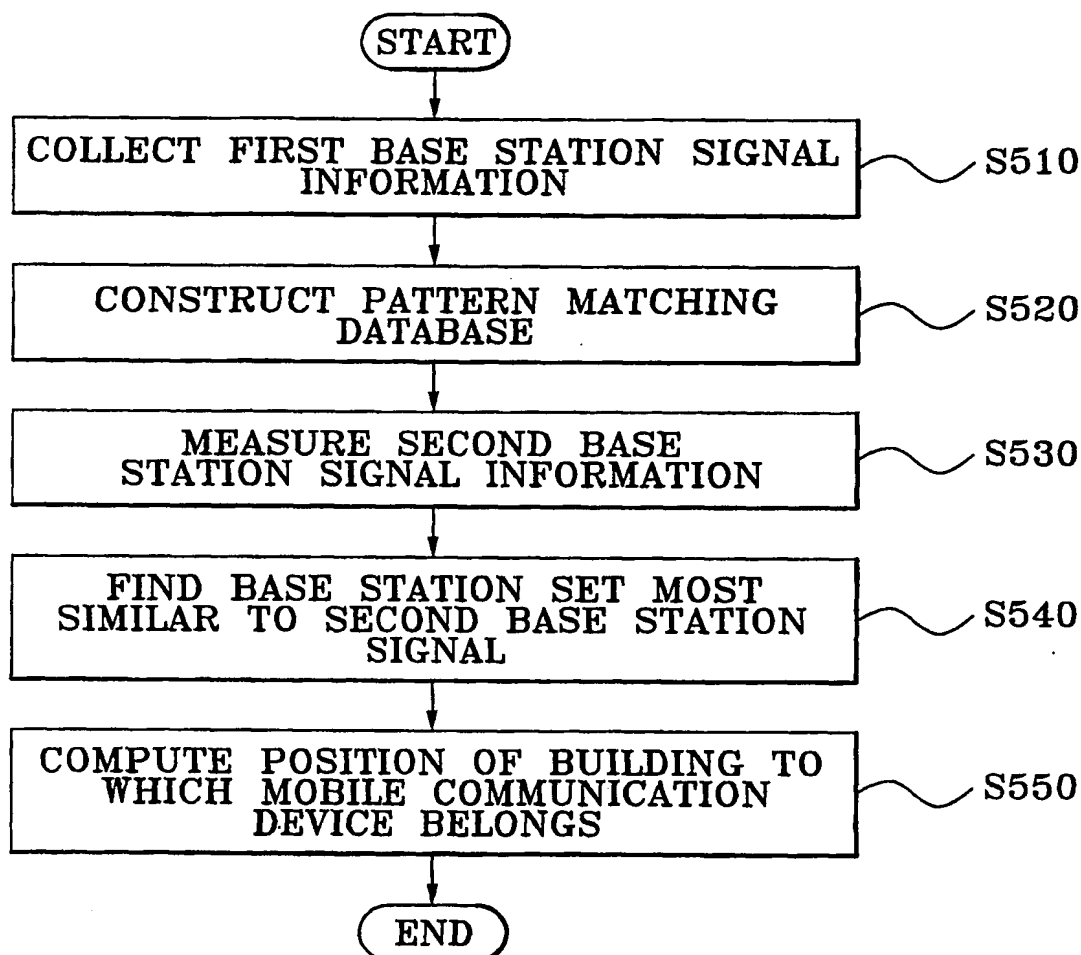 START
COLLECT FIRST BASE STATION SIGNAL
INFORMATION
S510
CONSTRUCT PATTERN MATCHING
DATABASE
S520
MEASURE SECOND BASE
STATION SIGNAL INFORMATION
S530
FIND BASE STATION SET MOST
SIMILAR TO SECOND BASE STATION
SIGNAL
S540
COMPUTE POSITION OF BUILDING TO
WHICH MOBILE COMMUNICATION
DEVICE BELONGS
S550
END